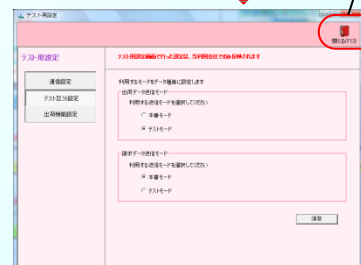 テスト用設定
閉じる(F12)
テスト用設定
テスト用設定画面で行った設定は、当利用会社でのみ反映されます
通信設定
テスト区分設定
出荷機能設定
利用するモードをデータ種毎に設定します
出荷データ送信モード
利用する送信モードを選択してください
本番モード
テストモード
請求データ送信モード
利用する送信モードを選択してください
本番モード
テストモード
保存